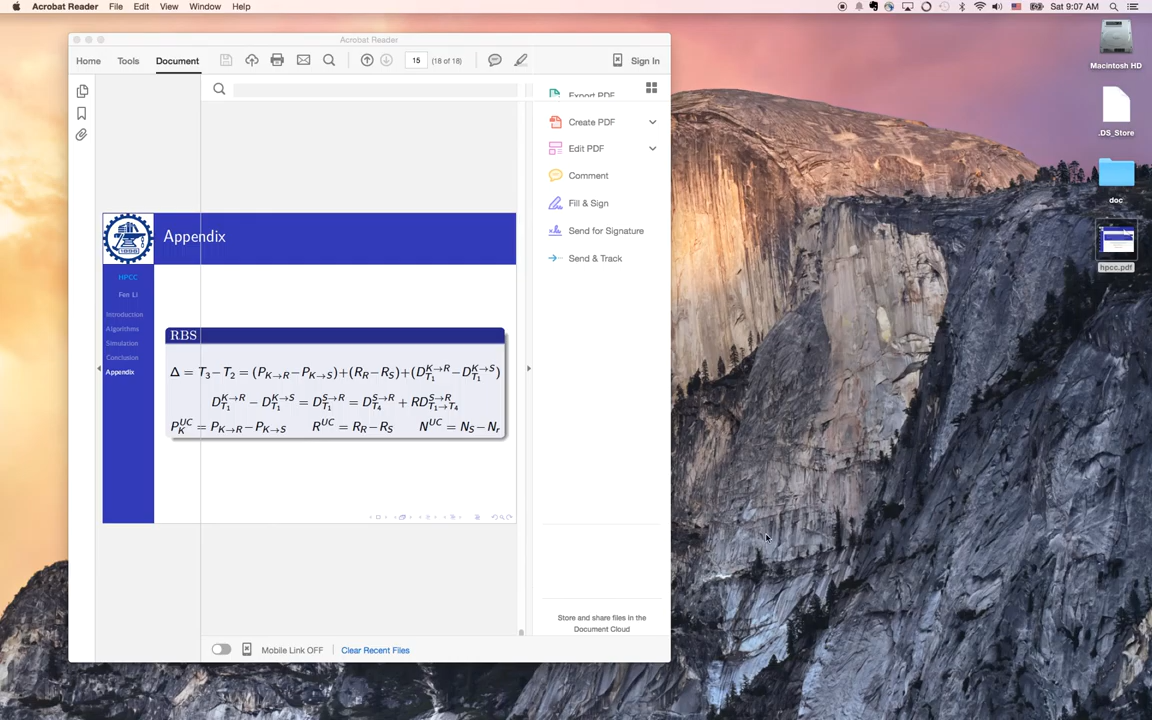 Acrobat Reader File Edit View Window Help Sat 9:07 AM
Acrobat Reader
Home Tools Document 15 (18 of 18) Sign In
Export PDF
Create PDF
Edit PDF
Comment
Fill & Sign
Send for Signature
Send & Track
Store and share files in the
Document Cloud
Appendix
1896
HPCC
Fen Li
Introduction
Algorithms
Simulation
Conclusion
Appendix
RBS
Δ = T₃−T₂ = (P_{K→R}−P_{K→S})+(R_R−R_S)+(D_{T₁}^{K→R}−D_{T₁}^{K→S})
D_{T₁}^{K→R} − D_{T₁}^{K→S} = D_{T₁}^{S→R} = D_{T₄}^{S→R} + RD_{T₁→T₄}^{S→R}
P_K^{UC} = P_{K→R}−P_{K→S} R^{UC} = R_R−R_S N^{UC} = N_S−N_r
Mobile Link OFF Clear Recent Files
Macintosh HD
.DS_Store
doc
hpcc.pdf